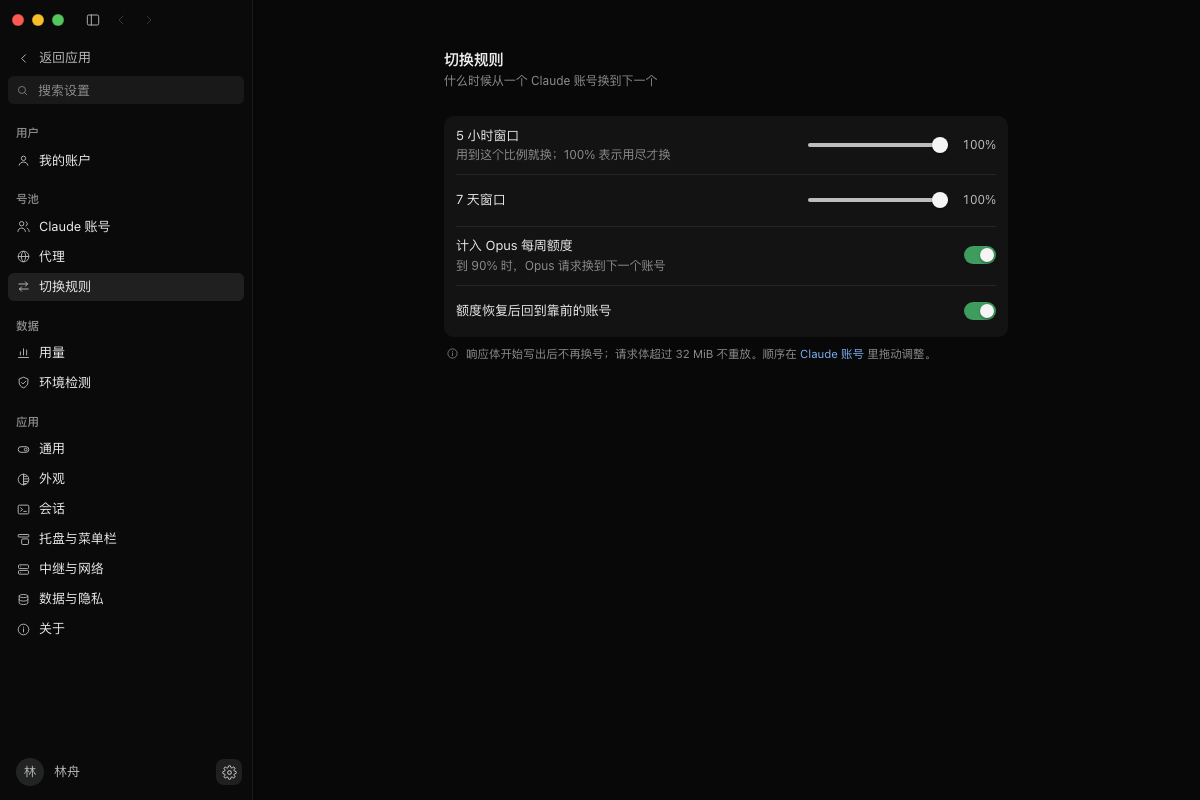 返回应用
搜索设置
用户
我的账户
号池
Claude 账号
代理
切换规则
数据
用量
环境检测
应用
通用
外观
会话
托盘与菜单栏
中继与网络
数据与隐私
关于
林 林舟
切换规则
什么时候从一个 Claude 账号换到下一个
5 小时窗口
用到这个比例就换；100% 表示用尽才换
100%
7 天窗口
100%
计入 Opus 每周额度
到 90% 时，Opus 请求换到下一个账号
额度恢复后回到靠前的账号
响应体开始写出后不再换号；请求体超过 32 MiB 不重放。顺序在 Claude 账号 里拖动调整。